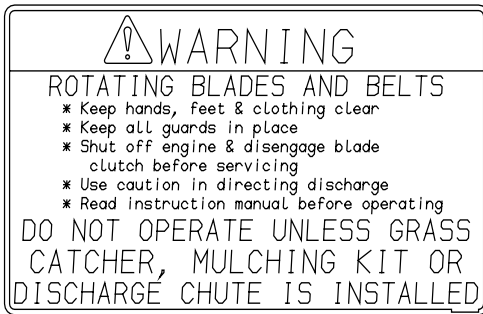 WARNING
ROTATING BLADES AND BELTS
* Keep hands, feet & clothing clear
* Keep all guards in place
* Shut off engine & disengage blade
clutch before servicing
* Use caution in directing discharge
* Read instruction manual before operating
DO NOT OPERATE UNLESS GRASS
CATCHER, MULCHING KIT OR
DISCHARGE CHUTE IS INSTALLED